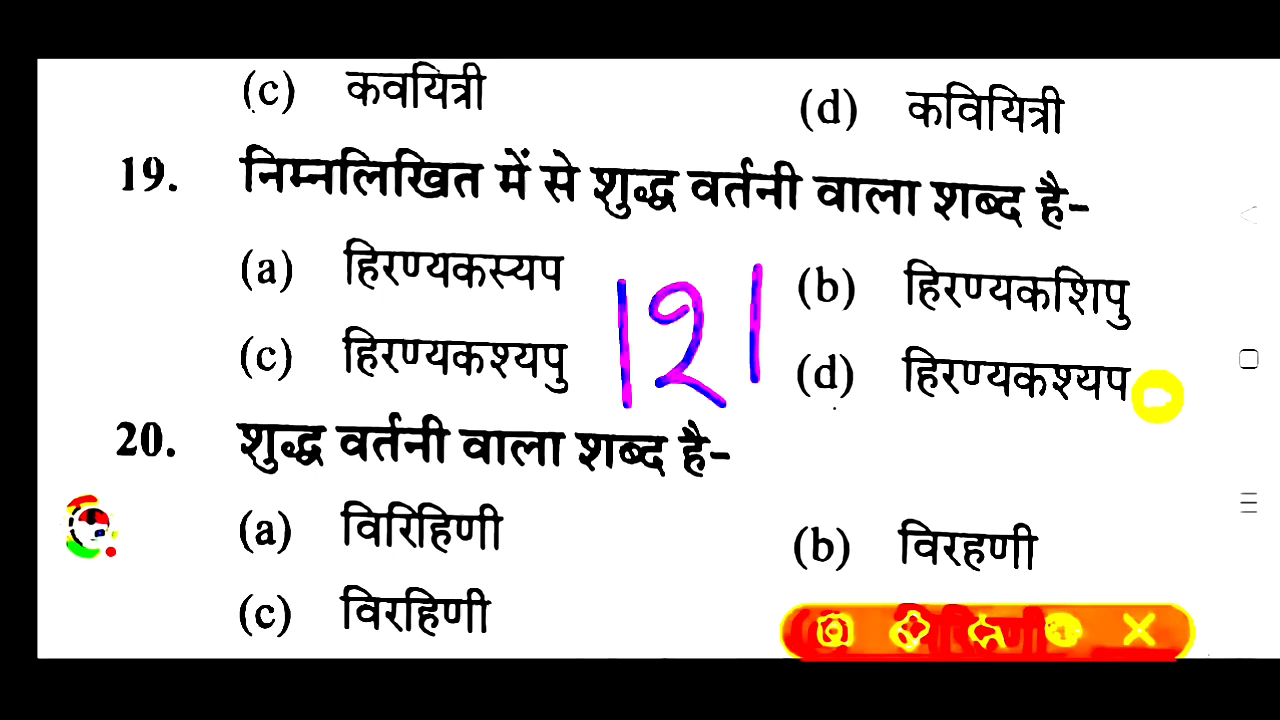 (c) कवयित्री (d) कवियित्री
19. निम्नलिखित में से शुद्ध वर्तनी वाला शब्द है-
(a) हिरण्यकस्यप (b) हिरण्यकशिपु
(c) हिरण्यकश्यपु (d) हिरण्यकश्यप
।२।
20. शुद्ध वर्तनी वाला शब्द है-
(a) विरिहिणी (b) विरहणी
(c) विरहिणी